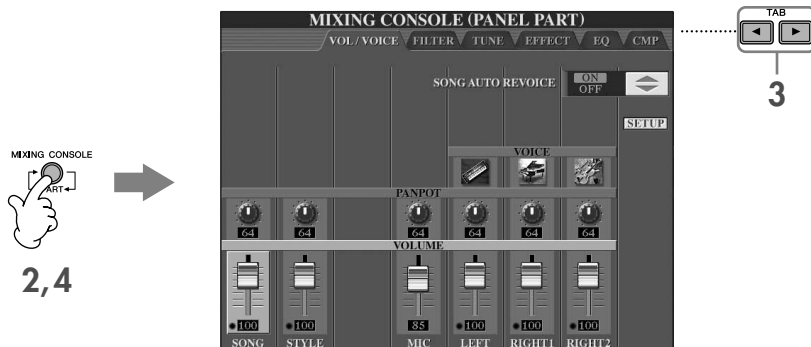 MIXING CONSOLE (PANEL PART)
VOL / VOICE FILTER TUNE EFFECT EQ CMP
TAB
3
SONG AUTO REVOICE ON
OFF
SETUP
MIXING CONSOLE
ART
2,4
VOICE
PANPOT
64 64 64 64 64 64
VOLUME
100 100 85 100 100 100
SONG STYLE MIC LEFT RIGHT1 RIGHT2